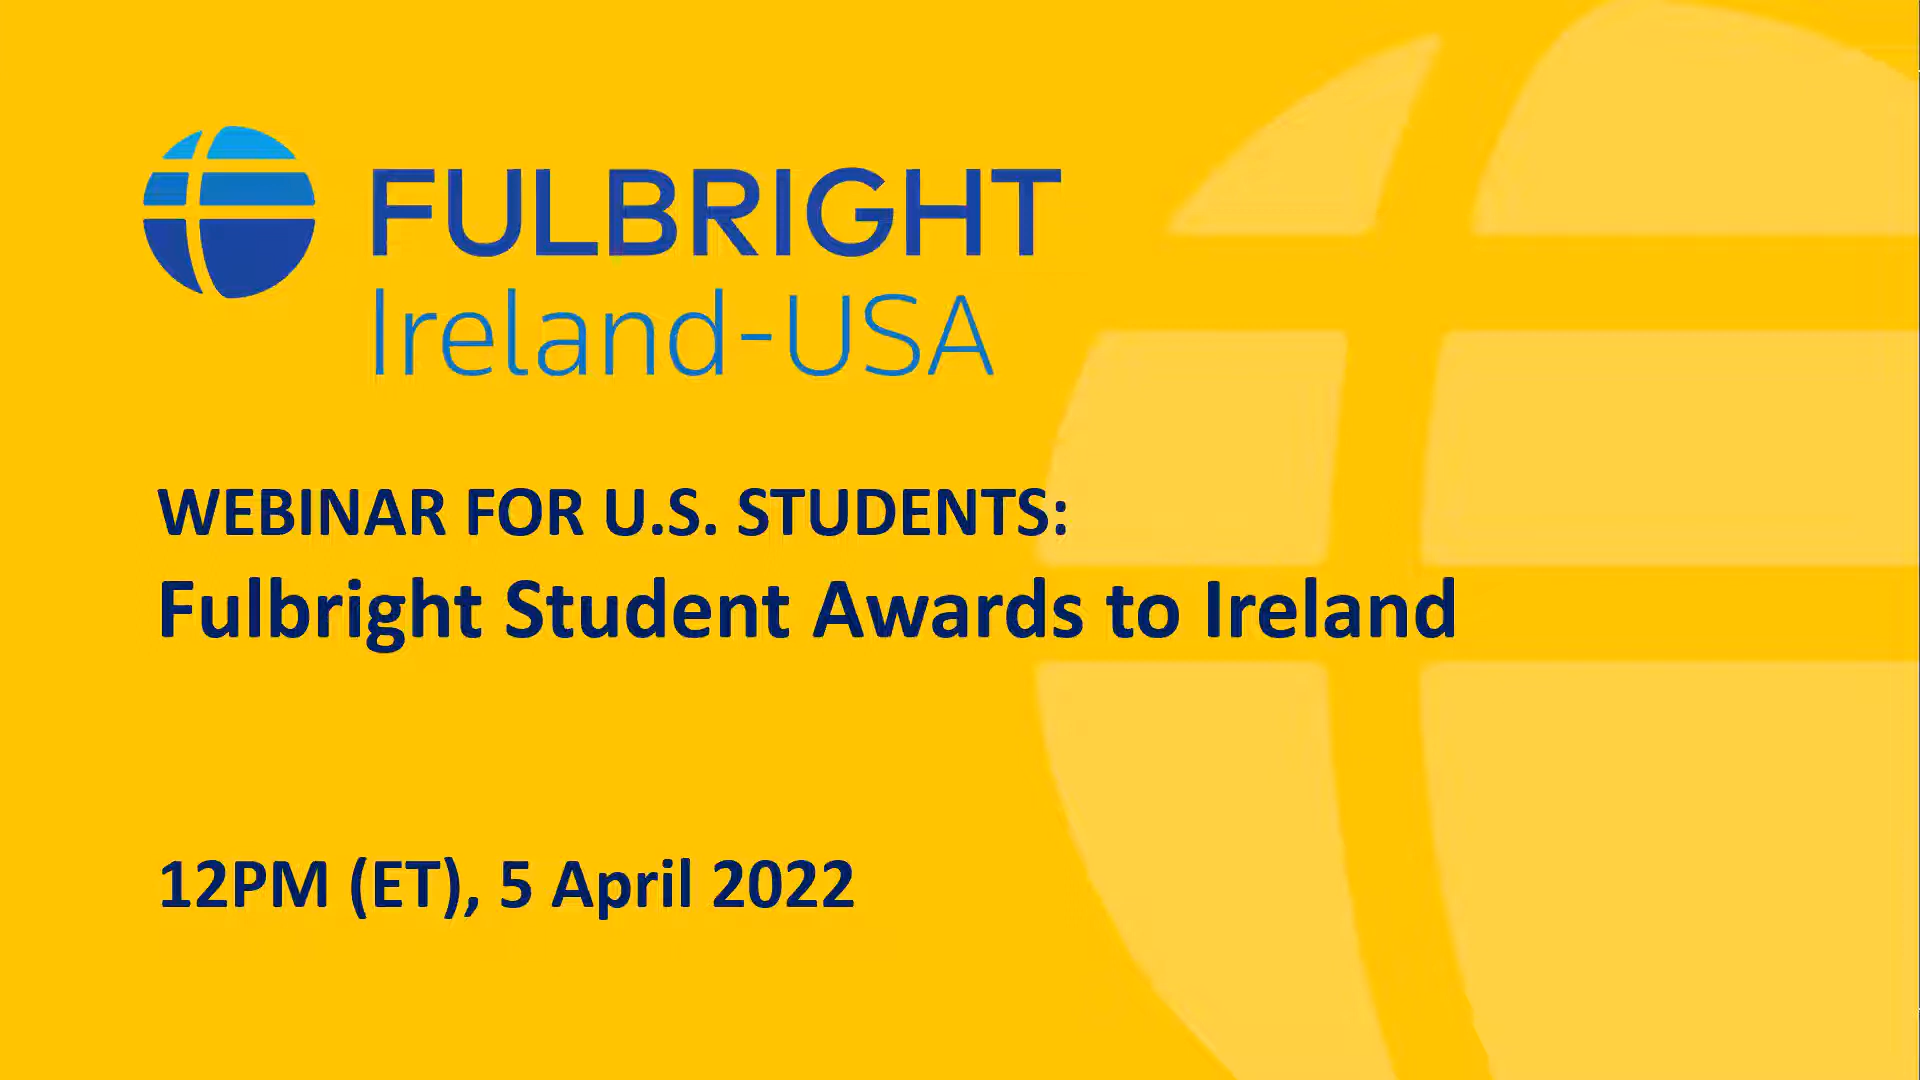 FULBRIGHT
Ireland-USA
WEBINAR FOR U.S. STUDENTS:
Fulbright Student Awards to Ireland
12PM (ET), 5 April 2022